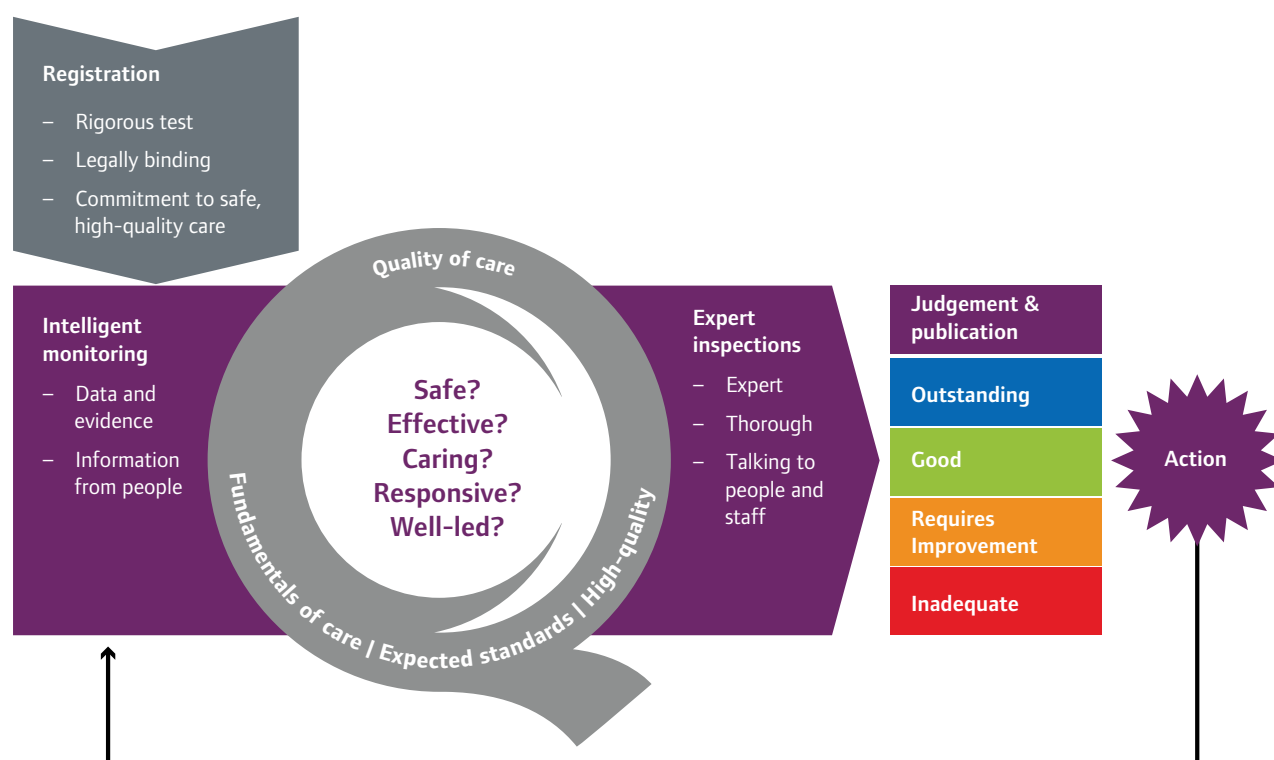 Registration
– Rigorous test
– Legally binding
– Commitment to safe,
high-quality care
Intelligent
monitoring
– Data and
evidence
– Information
from people
Quality of care
Safe?
Effective?
Caring?
Responsive?
Well-led?
Fundamentals of care | Expected standards | High-quality
Expert
inspections
– Expert
– Thorough
– Talking to
people and
staff
Judgement &
publication
Outstanding
Good
Requires
Improvement
Inadequate
Action